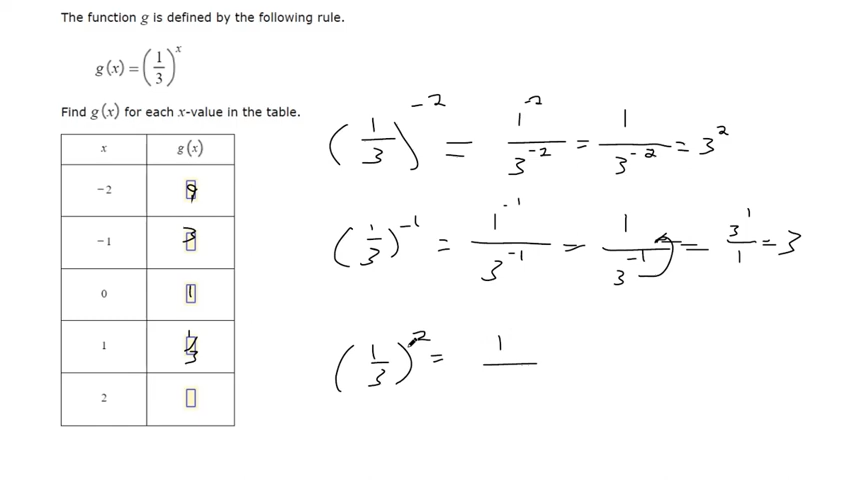 The function g is defined by the following rule.
g(x) = (1/3)^x
Find g(x) for each x-value in the table.
x g(x)
−2 9
−1 3
0 1
1 1/3
2
(1/3)^−2 = 1^−2/3^−2 = 1/3^−2 = 3^2
(1/3)^−1 = 1^−1/3^−1 = 1/3^−1 = 3^1/1 = 3
(1/3)^2 = 1/